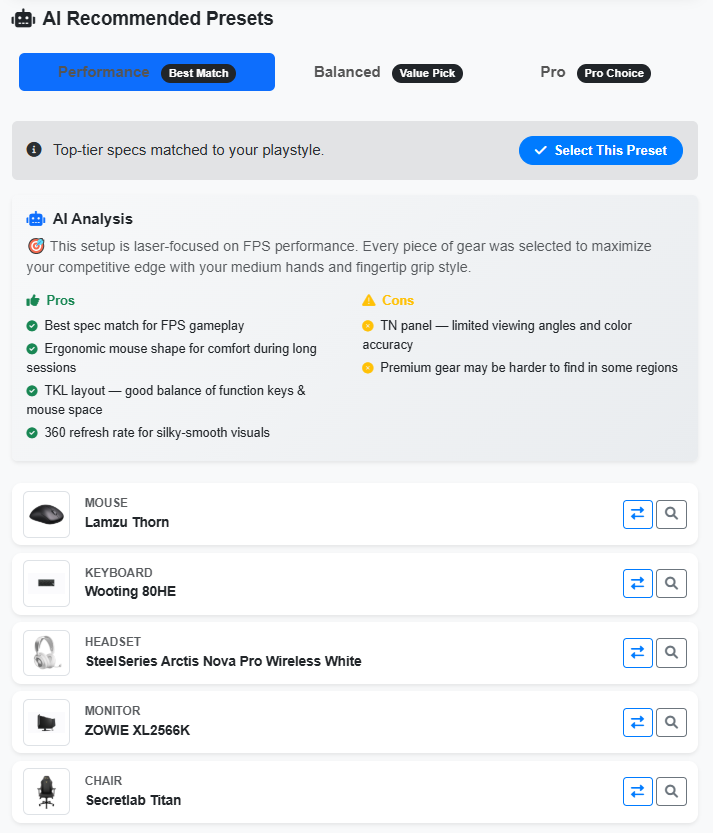 AI Recommended Presets
Performance Best Match Balanced Value Pick Pro Pro Choice
Top-tier specs matched to your playstyle. Select This Preset
AI Analysis
This setup is laser-focused on FPS performance. Every piece of gear was selected to maximize
your competitive edge with your medium hands and fingertip grip style.
Pros
Best spec match for FPS gameplay
Ergonomic mouse shape for comfort during long
sessions
TKL layout — good balance of function keys &
mouse space
360 refresh rate for silky-smooth visuals
Cons
TN panel — limited viewing angles and color
accuracy
Premium gear may be harder to find in some regions
MOUSE
Lamzu Thorn
KEYBOARD
Wooting 80HE
HEADSET
SteelSeries Arctis Nova Pro Wireless White
MONITOR
ZOWIE XL2566K
CHAIR
Secretlab Titan